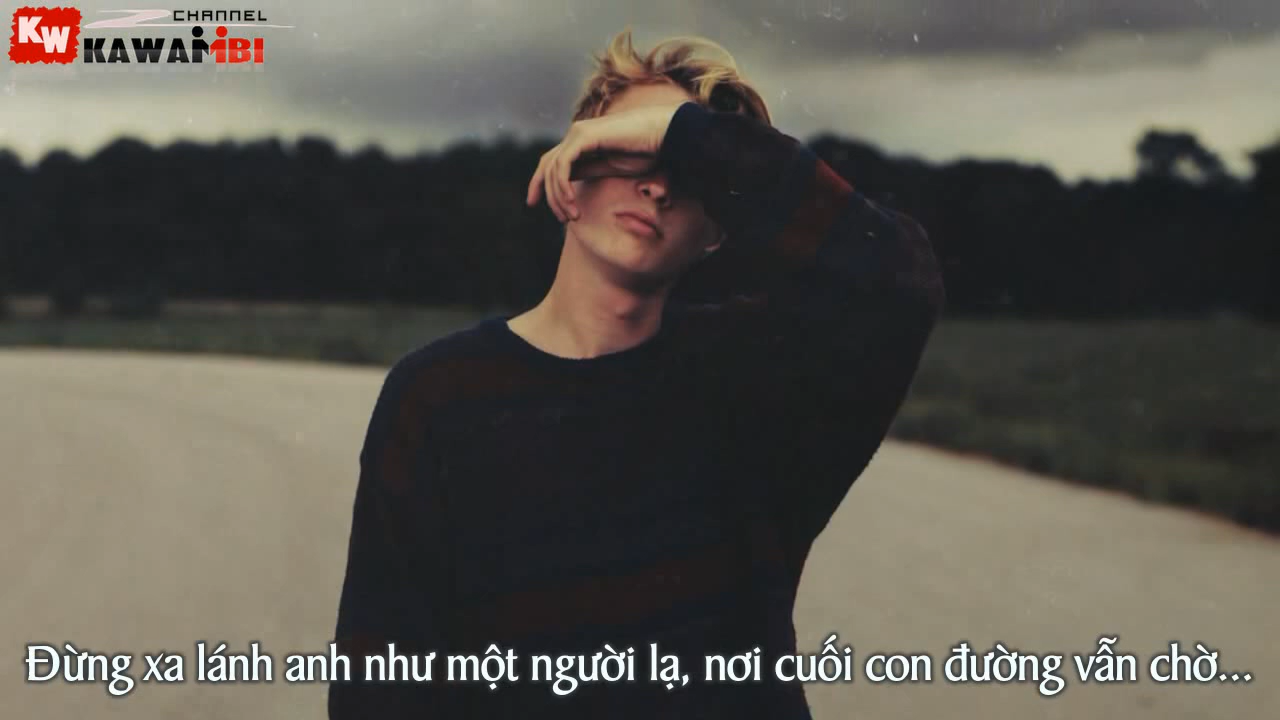 KW CHANNEL
KAWAIIBI
Đừng xa lánh anh như một người lạ, nơi cuối con đường vẫn chờ...